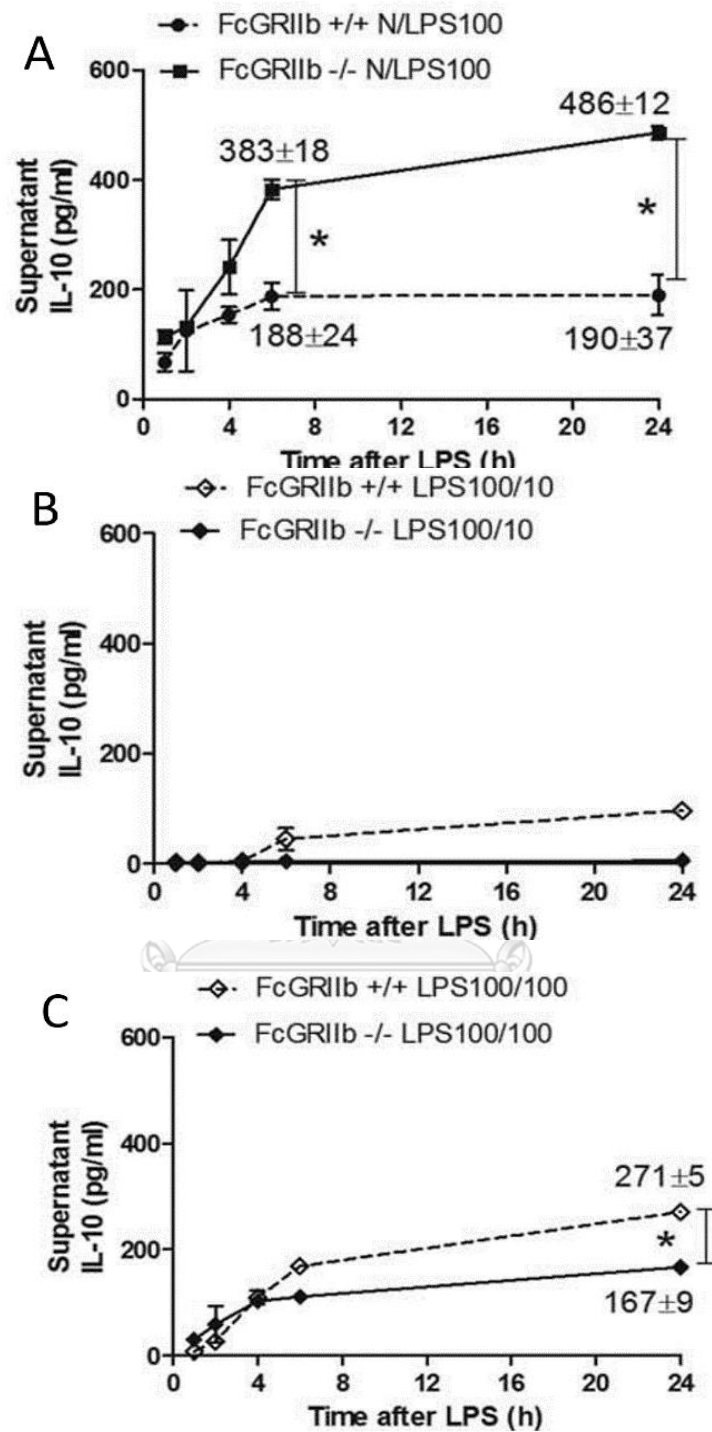 A
FcGRIIb +/+ N/LPS100
FcGRIIb -/- N/LPS100
600
400
200
0
Supernatant
IL-10 (pg/ml)
383±18
486±12
*
*
188±24
190±37
0 4 8 12 16 20 24
Time after LPS (h)
B
FcGRIIb +/+ LPS100/10
FcGRIIb -/- LPS100/10
600
400
200
0
Supernatant
IL-10 (pg/ml)
0 4 8 12 16 20 24
Time after LPS (h)
C
FcGRIIb +/+ LPS100/100
FcGRIIb -/- LPS100/100
600
400
200
0
Supernatant
IL-10 (pg/ml)
271±5
*
167±9
0 4 8 12 16 20 24
Time after LPS (h)